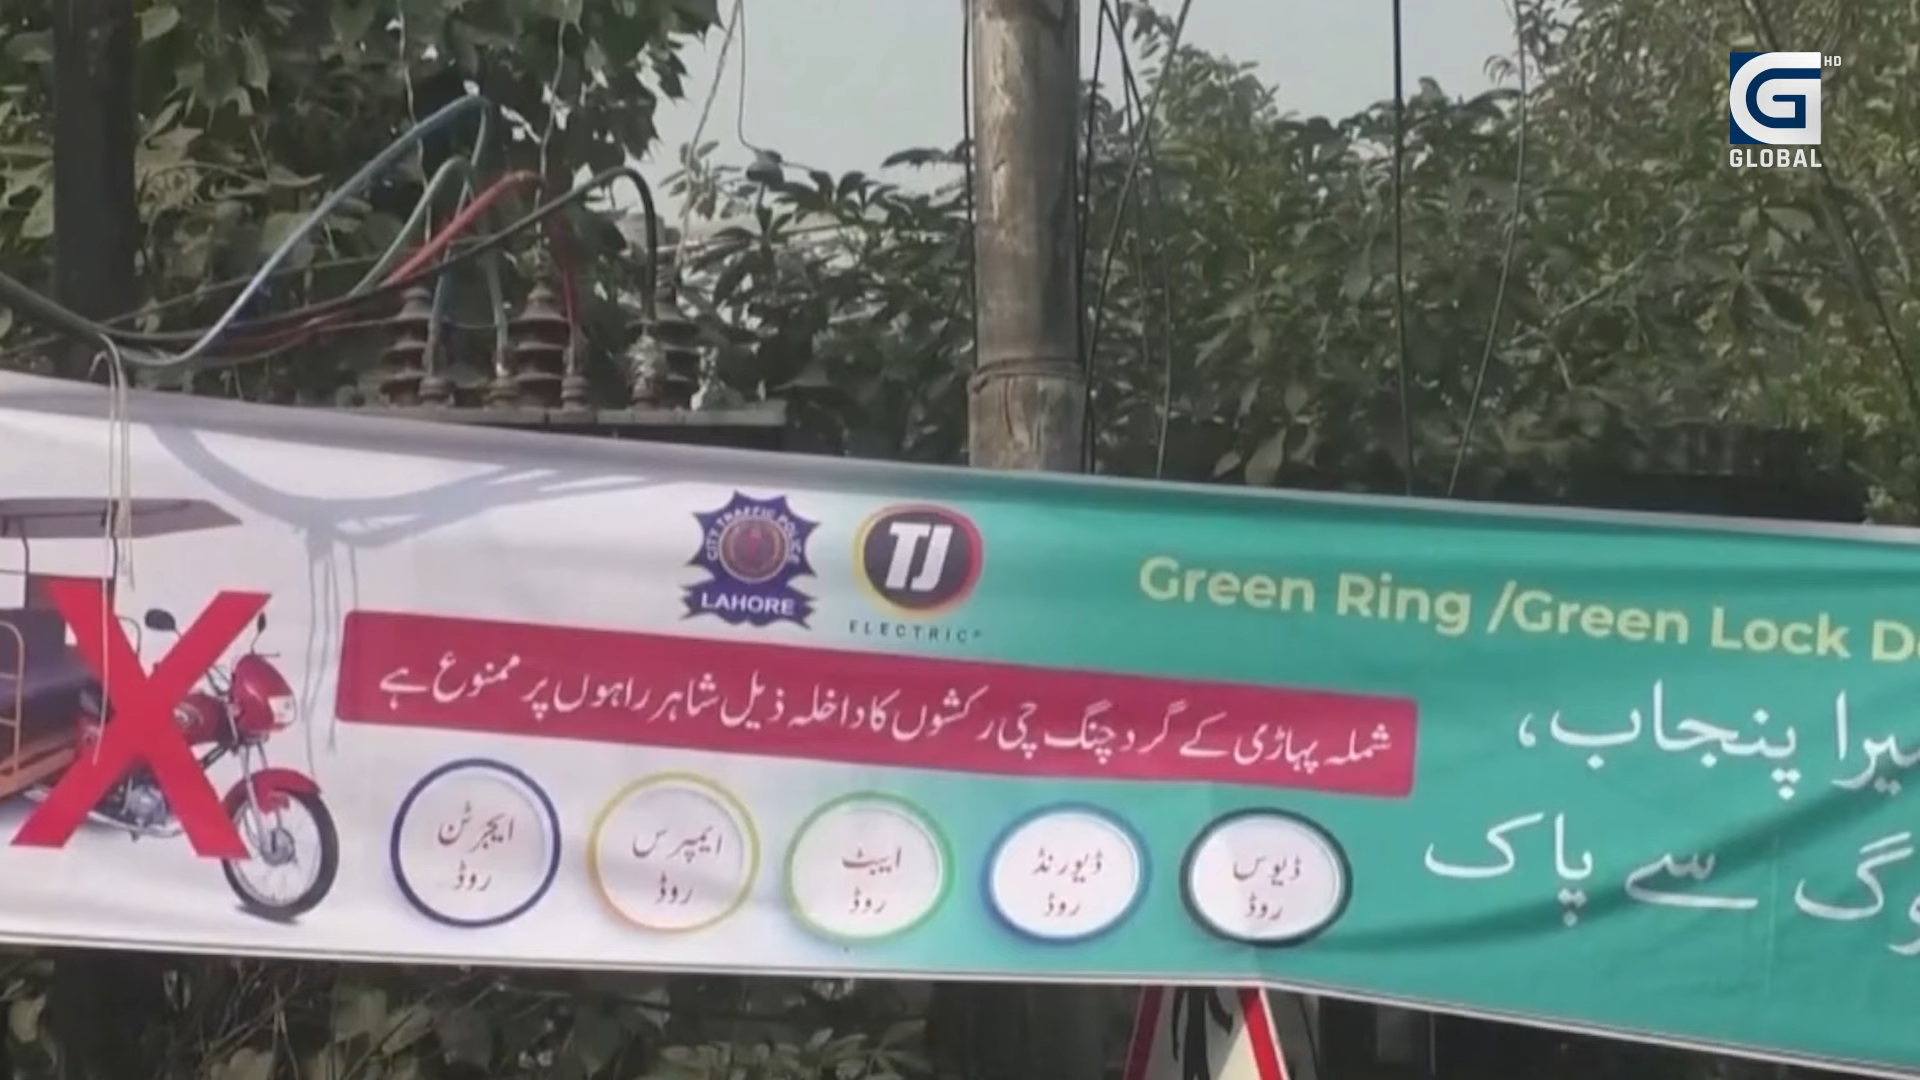 HD
G
GLOBAL
CITY TRAFFIC POLICE
LAHORE
TJ
ELECTRIC
Green Ring /Green Lock
شملہ پہاڑی کے گرد چنگ چی رکشوں کا داخلہ ذیل شاہراہوں پر ممنوع ہے
پنجاب،
سے پاک
ڈیوس روڈ
ڈیورنڈ روڈ
ایبٹ روڈ
ایمپرس روڈ
ایجرٹن روڈ